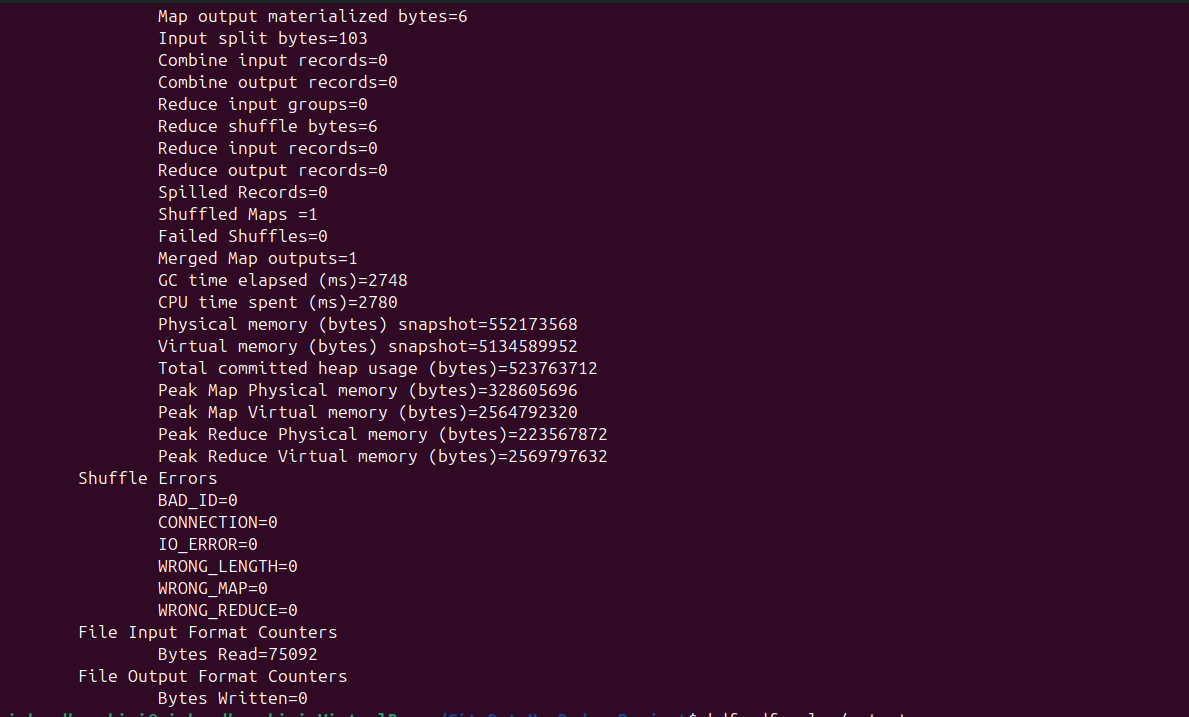 Map output materialized bytes=6
Input split bytes=103
Combine input records=0
Combine output records=0
Reduce input groups=0
Reduce shuffle bytes=6
Reduce input records=0
Reduce output records=0
Spilled Records=0
Shuffled Maps =1
Failed Shuffles=0
Merged Map outputs=1
GC time elapsed (ms)=2748
CPU time spent (ms)=2780
Physical memory (bytes) snapshot=552173568
Virtual memory (bytes) snapshot=5134589952
Total committed heap usage (bytes)=523763712
Peak Map Physical memory (bytes)=328605696
Peak Map Virtual memory (bytes)=2564792320
Peak Reduce Physical memory (bytes)=223567872
Peak Reduce Virtual memory (bytes)=2569797632
Shuffle Errors
BAD_ID=0
CONNECTION=0
IO_ERROR=0
WRONG_LENGTH=0
WRONG_MAP=0
WRONG_REDUCE=0
File Input Format Counters
Bytes Read=75092
File Output Format Counters
Bytes Written=0